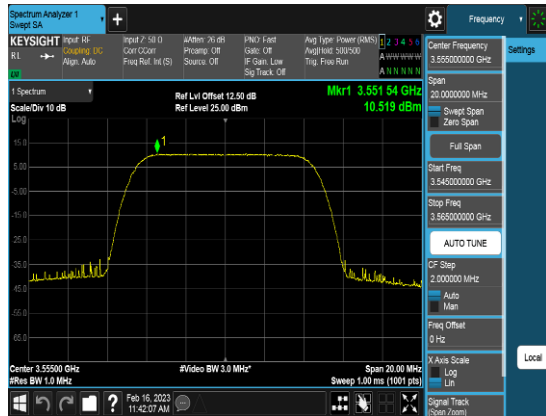 Spectrum Analyzer 1
Swept SA
+
Frequency
KEYSIGHT
Input: RF
Input Z: 50 Ω
#Atten: 26 dB
PNO: Fast
Avg Type: Power (RMS)
1 2 3 4 5 6
RL
Coupling: DC
Corr CCorr
Preamp: Off
Gate: Off
Avg|Hold: 500/500
A W W W W W
Align: Auto
Freq Ref: Int (S)
Source: Off
IF Gain: Low
Trig: Free Run
Sig Track: Off
A N N N N N
1 Spectrum
Scale/Div 10 dB
Ref Lvl Offset 12.50 dB
Ref Level 25.00 dBm
Mkr1 3.551 54 GHz
10.519 dBm
Log
15.0
5.00
-5.00
-15.0
-25.0
-35.0
-45.0
-55.0
-65.0
1
Center 3.55500 GHz
#Res BW 1.0 MHz
#Video BW 3.0 MHz*
Span 20.00 MHz
Sweep 1.00 ms (1001 pts)
Feb 16, 2023
11:42:07 AM
Center Frequency
3.555000000 GHz
Span
20.0000000 MHz
Swept Span
Zero Span
Full Span
Start Freq
3.545000000 GHz
Stop Freq
3.565000000 GHz
AUTO TUNE
CF Step
2.000000 MHz
Auto
Man
Freq Offset
0 Hz
X Axis Scale
Log
Lin
Signal Track
(Span Zoom)
Settings
Local